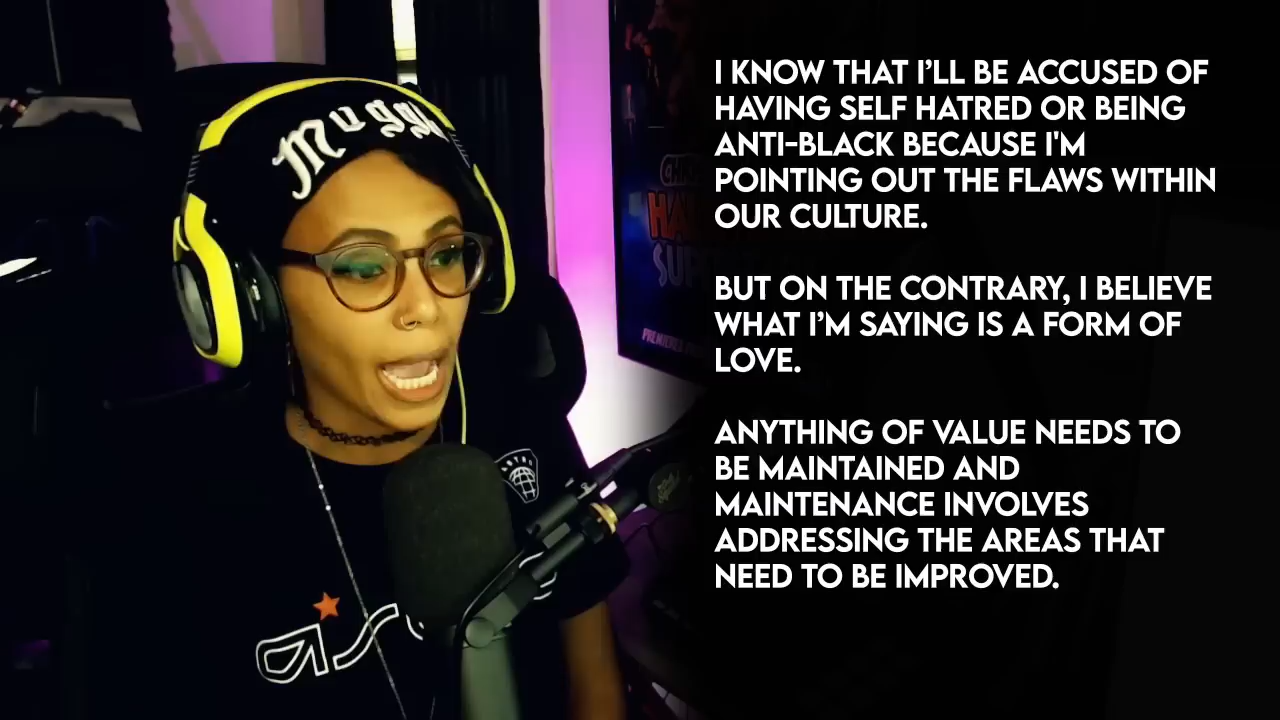 Muggl
I KNOW THAT I'LL BE ACCUSED OF
HAVING SELF HATRED OR BEING
ANTI-BLACK BECAUSE I'M
POINTING OUT THE FLAWS WITHIN
OUR CULTURE.
BUT ON THE CONTRARY, I BELIEVE
WHAT I'M SAYING IS A FORM OF
LOVE.
ANYTHING OF VALUE NEEDS TO
BE MAINTAINED AND
MAINTENANCE INVOLVES
ADDRESSING THE AREAS THAT
NEED TO BE IMPROVED.